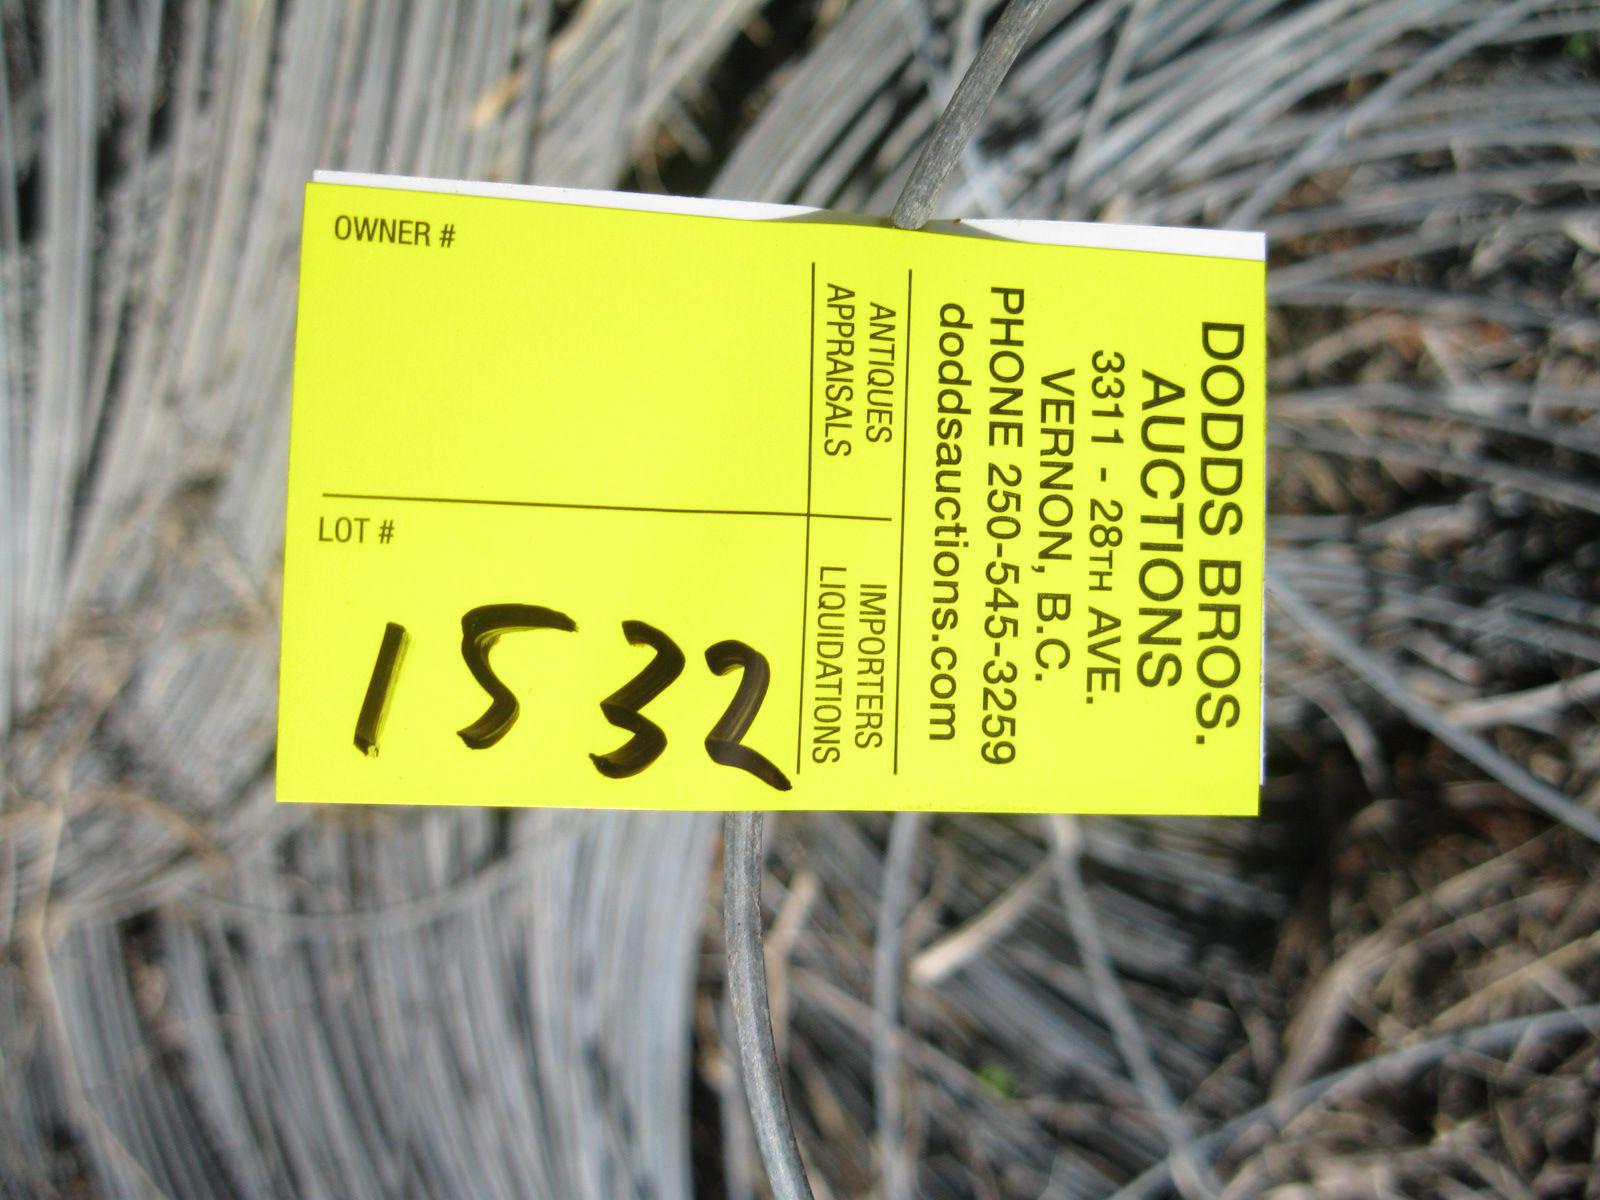 DODDS BROS.
AUCTIONS
3311 - 28TH AVE.
VERNON, B.C.
PHONE 250-545-3259
doddsauctions.com
ANTIQUES
APPRAISALS
IMPORTERS
LIQUIDATIONS
OWNER #
LOT #
1532